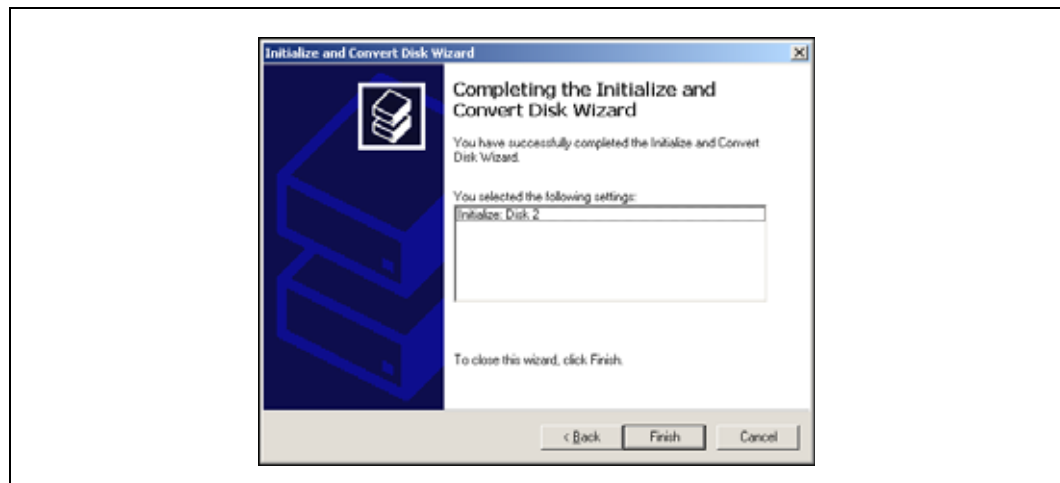 Initialize and Convert Disk Wizard
Completing the Initialize and
Convert Disk Wizard
You have successfully completed the Initialize and Convert
Disk Wizard.
You selected the following settings:
Initialize: Disk 2
To close this wizard, click Finish.
< Back
Finish
Cancel